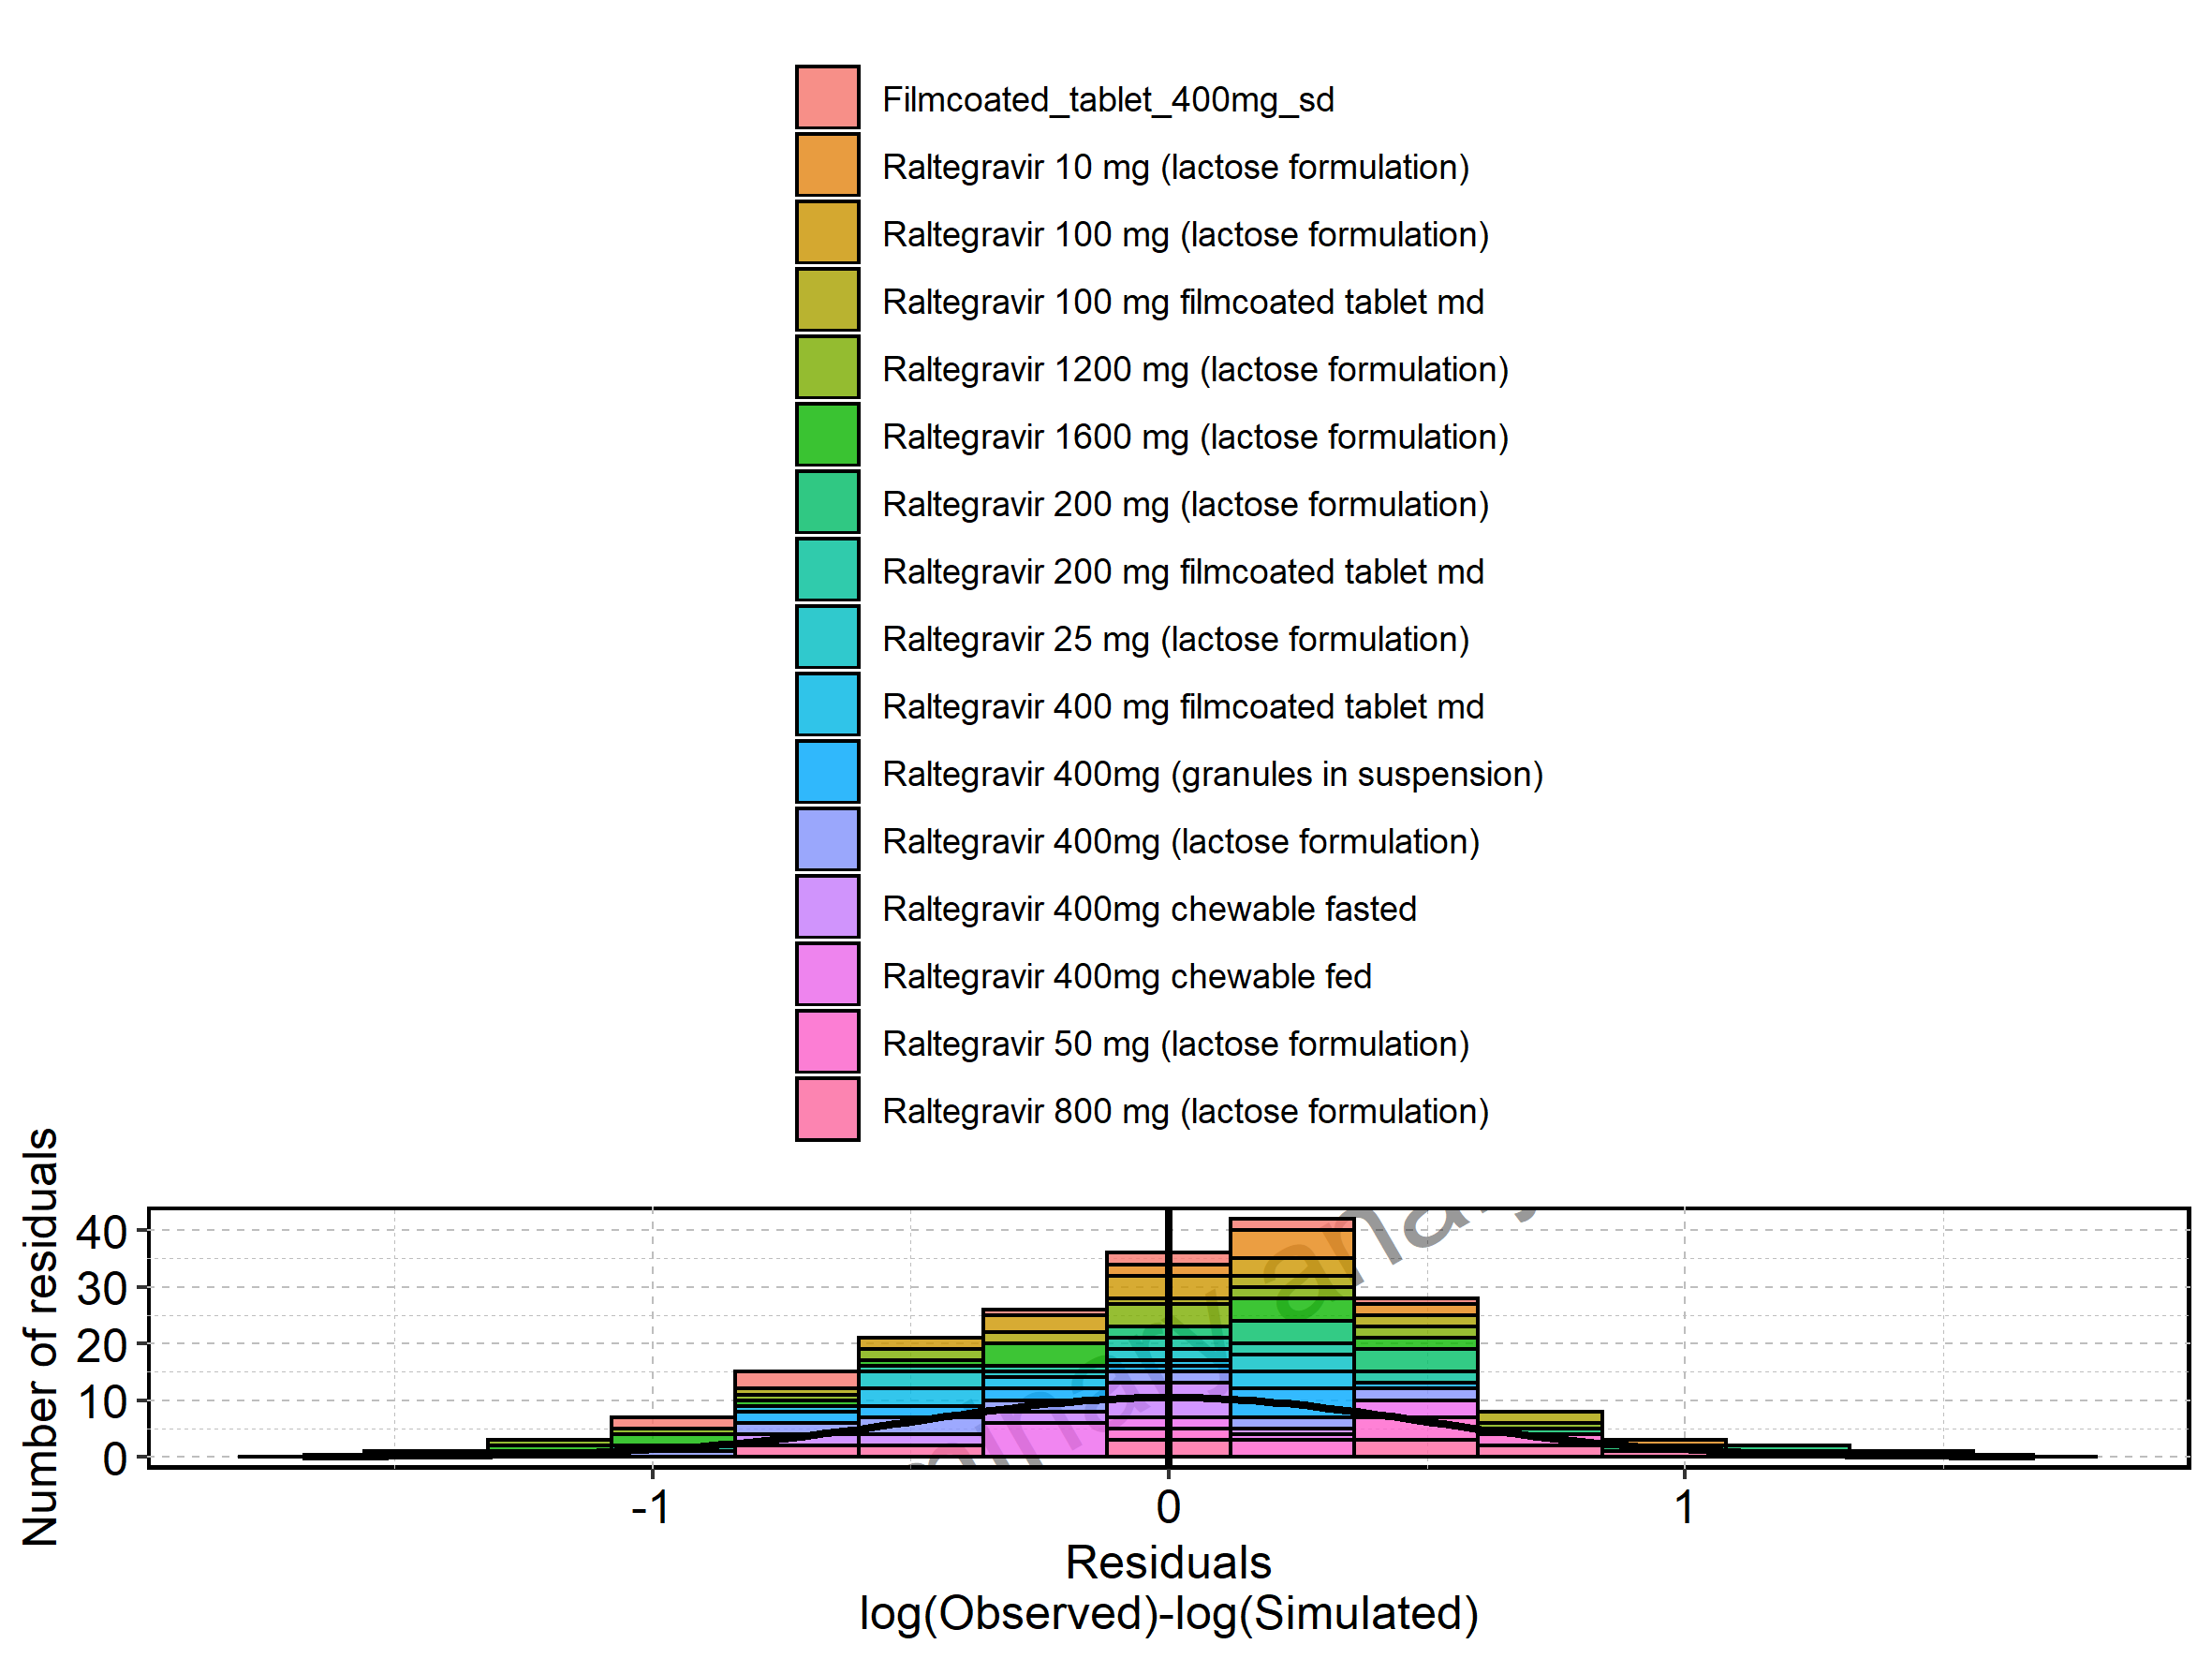 Filmcoated_tablet_400mg_sd
Raltegravir 10 mg (lactose formulation)
Raltegravir 100 mg (lactose formulation)
Raltegravir 100 mg filmcoated tablet md
Raltegravir 1200 mg (lactose formulation)
Raltegravir 1600 mg (lactose formulation)
Raltegravir 200 mg (lactose formulation)
Raltegravir 200 mg filmcoated tablet md
Raltegravir 25 mg (lactose formulation)
Raltegravir 400 mg filmcoated tablet md
Raltegravir 400mg (granules in suspension)
Raltegravir 400mg (lactose formulation)
Raltegravir 400mg chewable fasted
Raltegravir 400mg chewable fed
Raltegravir 50 mg (lactose formulation)
Raltegravir 800 mg (lactose formulation)
Number of residuals
40
30
20
10
0
-1 0 1
Residuals
log(Observed)-log(Simulated)